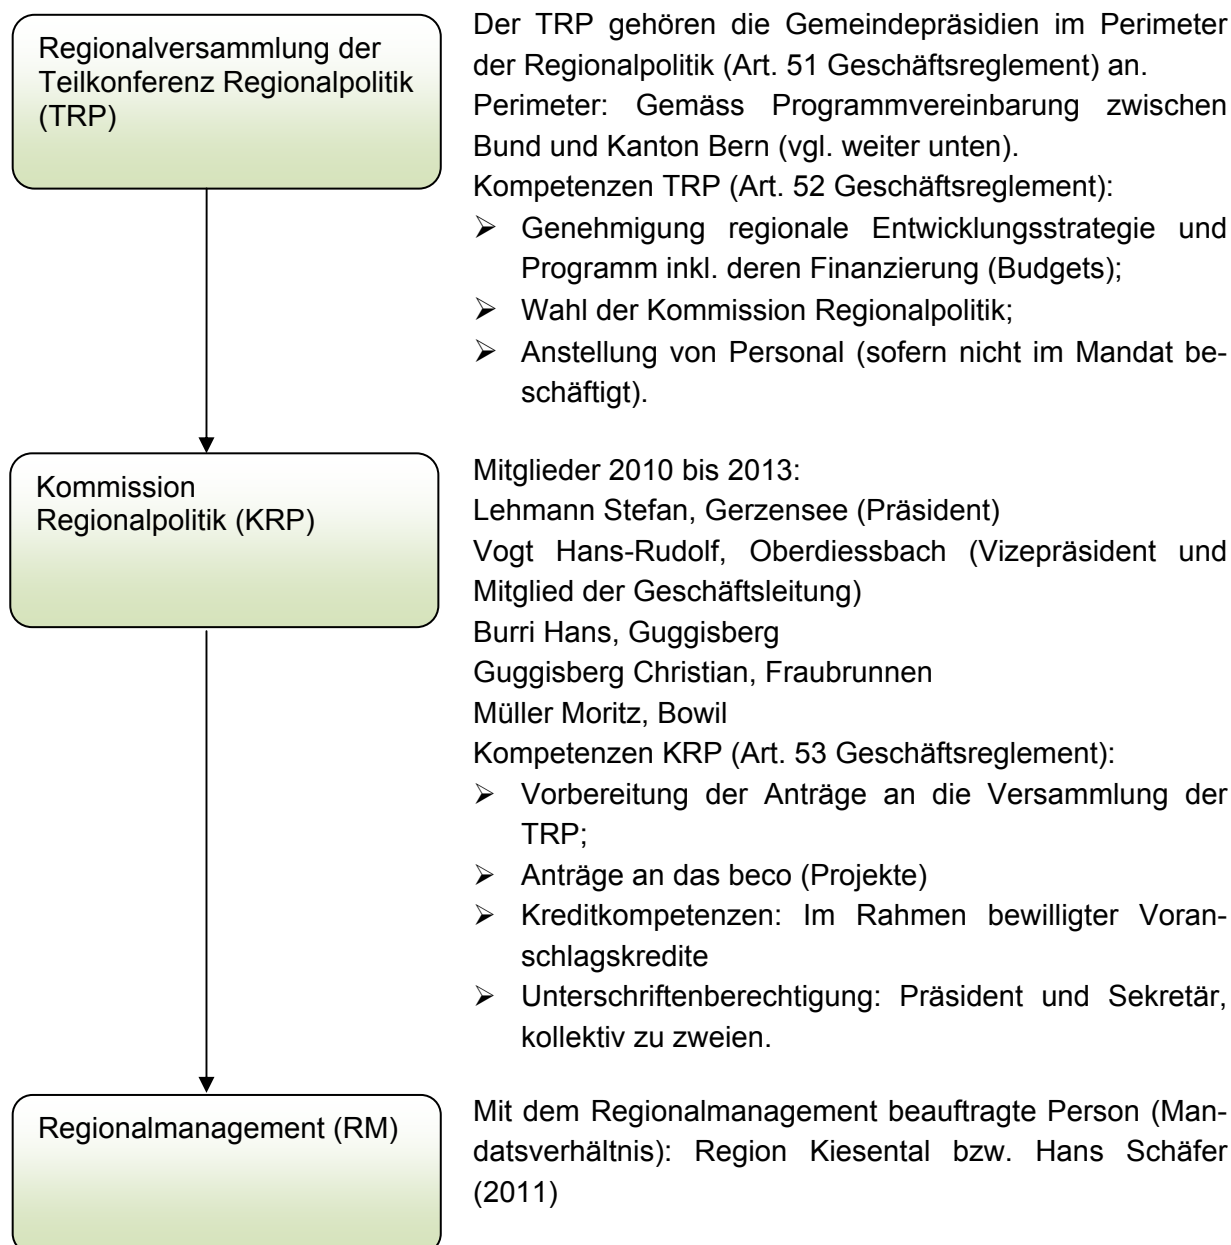 Regionalversammlung der
Teilkonferenz Regionalpolitik
(TRP)
Der TRP gehören die Gemeindepräsidien im Perimeter
der Regionalpolitik (Art. 51 Geschäftsreglement) an.
Perimeter: Gemäss Programmvereinbarung zwischen
Bund und Kanton Bern (vgl. weiter unten).
Kompetenzen TRP (Art. 52 Geschäftsreglement):
➢ Genehmigung regionale Entwicklungsstrategie und
Programm inkl. deren Finanzierung (Budgets);
➢ Wahl der Kommission Regionalpolitik;
➢ Anstellung von Personal (sofern nicht im Mandat be-
schäftigt).
Kommission
Regionalpolitik (KRP)
Mitglieder 2010 bis 2013:
Lehmann Stefan, Gerzensee (Präsident)
Vogt Hans-Rudolf, Oberdiessbach (Vizepräsident und
Mitglied der Geschäftsleitung)
Burri Hans, Guggisberg
Guggisberg Christian, Fraubrunnen
Müller Moritz, Bowil
Kompetenzen KRP (Art. 53 Geschäftsreglement):
➢ Vorbereitung der Anträge an die Versammlung der
TRP;
➢ Anträge an das beco (Projekte)
➢ Kreditkompetenzen: Im Rahmen bewilligter Voran-
schlagskredite
➢ Unterschriftenberechtigung: Präsident und Sekretär,
kollektiv zu zweien.
Regionalmanagement (RM)
Mit dem Regionalmanagement beauftragte Person (Man-
datsverhältnis): Region Kiesental bzw. Hans Schäfer
(2011)